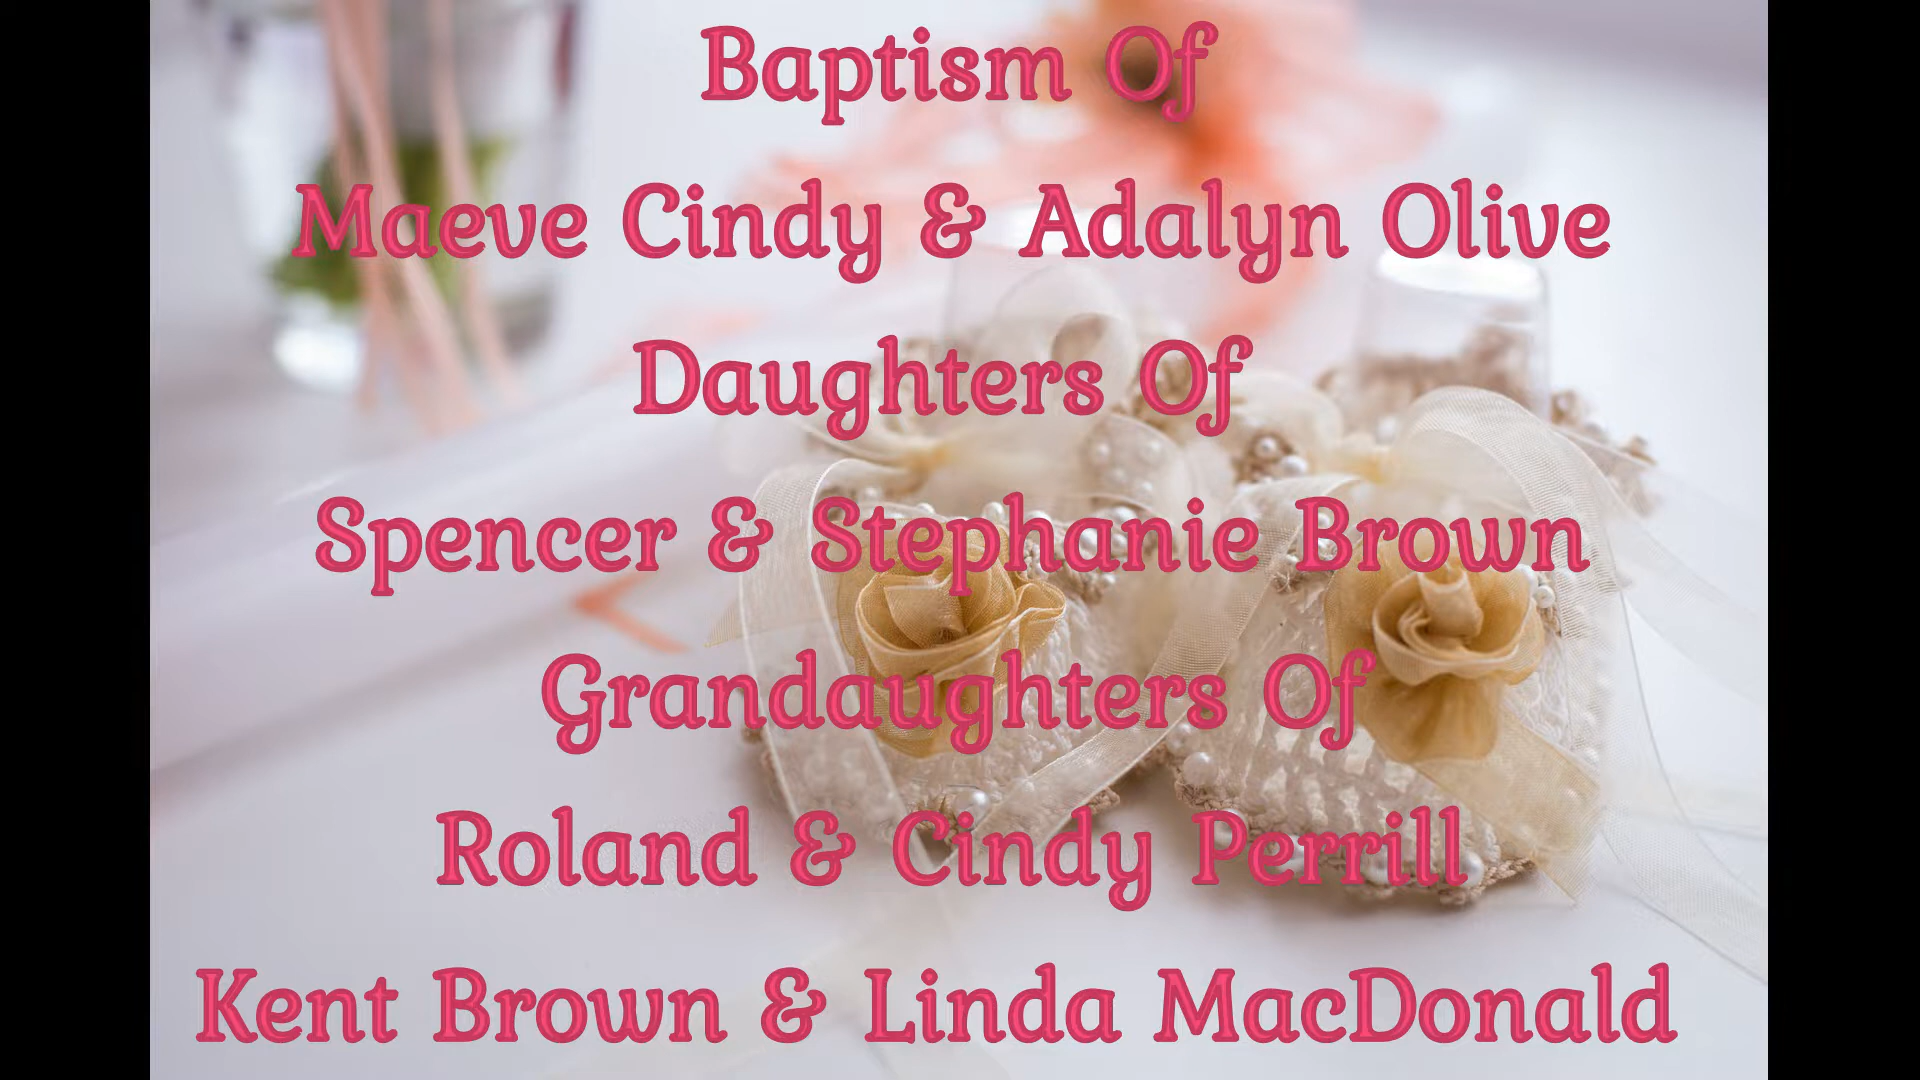 Baptism Of
Maeve Cindy & Adalyn Olive
Daughters Of
Spencer & Stephanie Brown
Grandaughters Of
Roland & Cindy Perrill
Kent Brown & Linda MacDonald